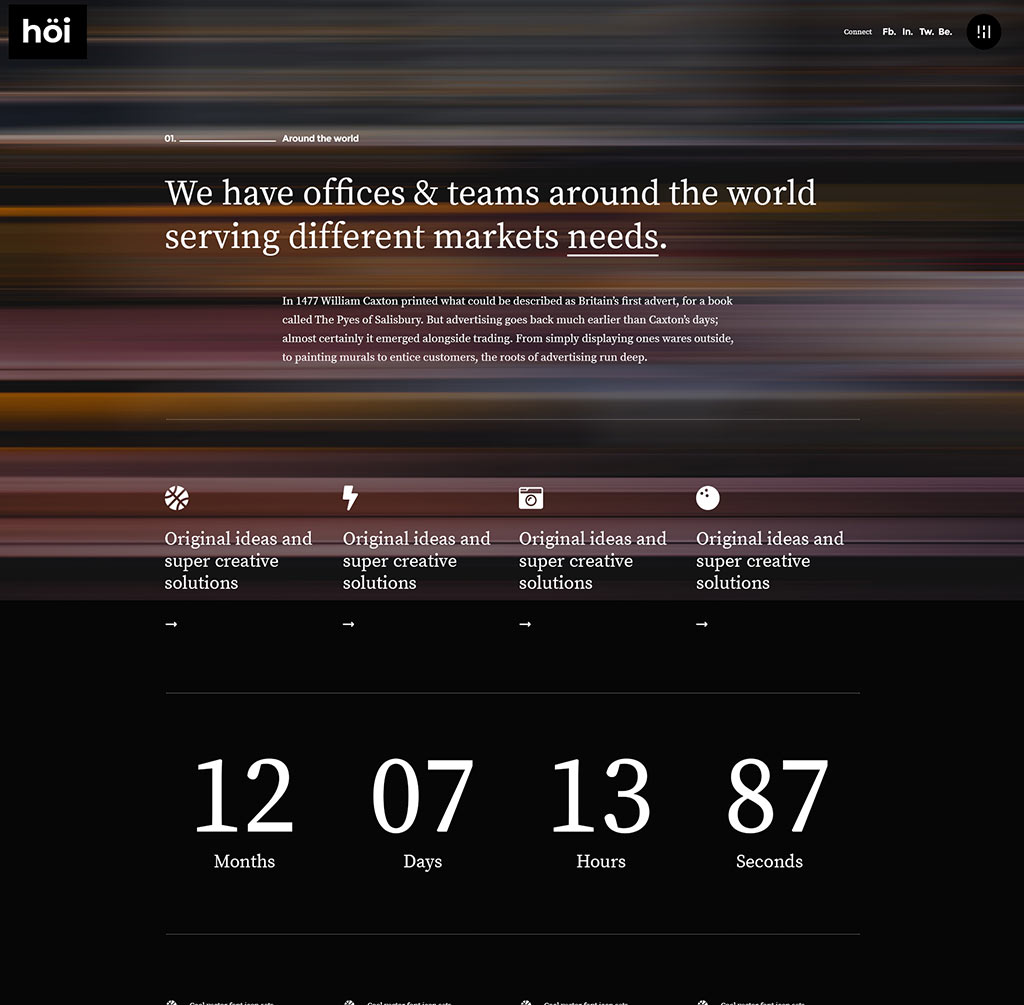 höi
Connect Fb. In. Tw. Be.
01. Around the world
We have offices & teams around the world
serving different markets needs.
In 1477 William Caxton printed what could be described as Britain's first advert, for a book
called The Pyes of Salisbury. But advertising goes back much earlier than Caxton's days;
almost certainly it emerged alongside trading. From simply displaying ones wares outside,
to painting murals to entice customers, the roots of advertising run deep.
Original ideas and
super creative
solutions
Original ideas and
super creative
solutions
Original ideas and
super creative
solutions
Original ideas and
super creative
solutions
→ → → →
12 07 13 87
Months Days Hours Seconds